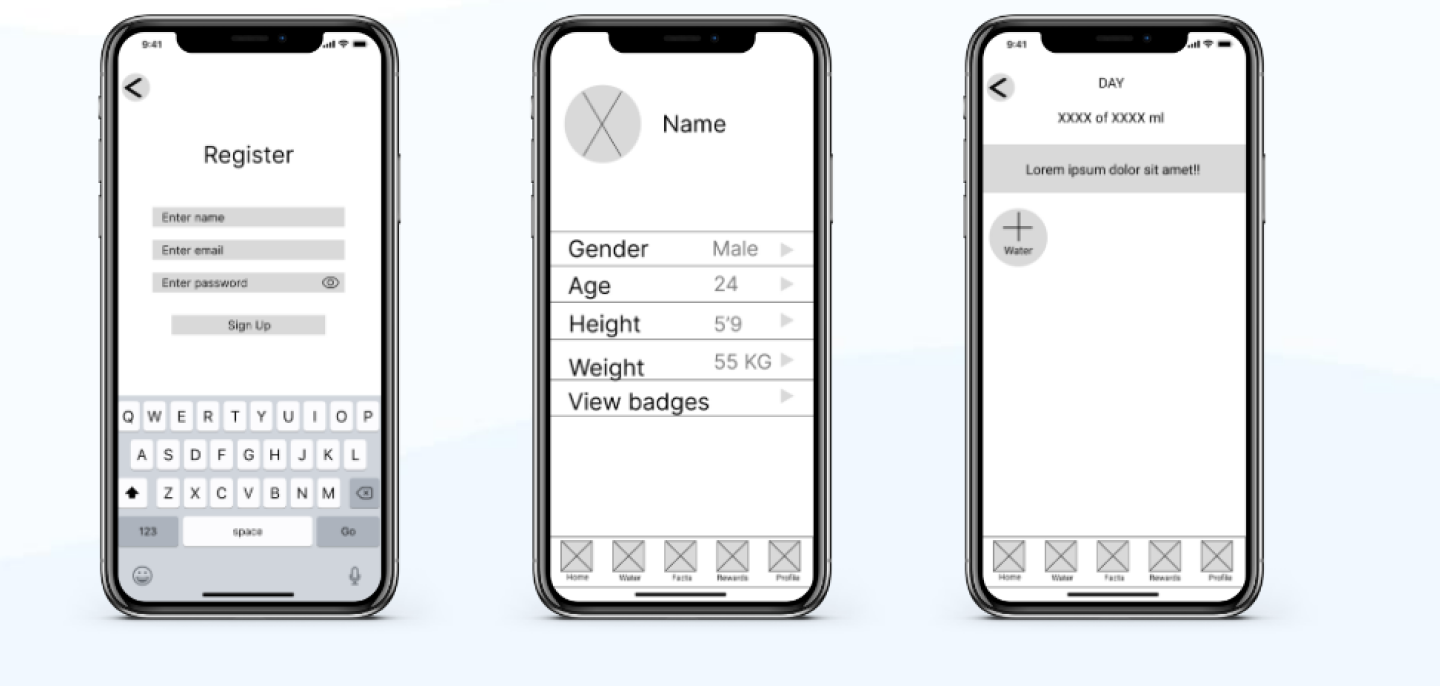 9:41
Register
Enter name
Enter email
Enter password
Sign Up
Q W E R T Y U I O P
A S D F G H J K L
Z X C V B N M
123 space Go
Name
Gender Male
Age 24
Height 5'9
Weight 55 KG
View badges
Home Water Facts Rewards Profile
9:41
DAY
XXXX of XXXX ml
Lorem ipsum dolor sit amet!!
Water
Home Water Facts Rewards Profile